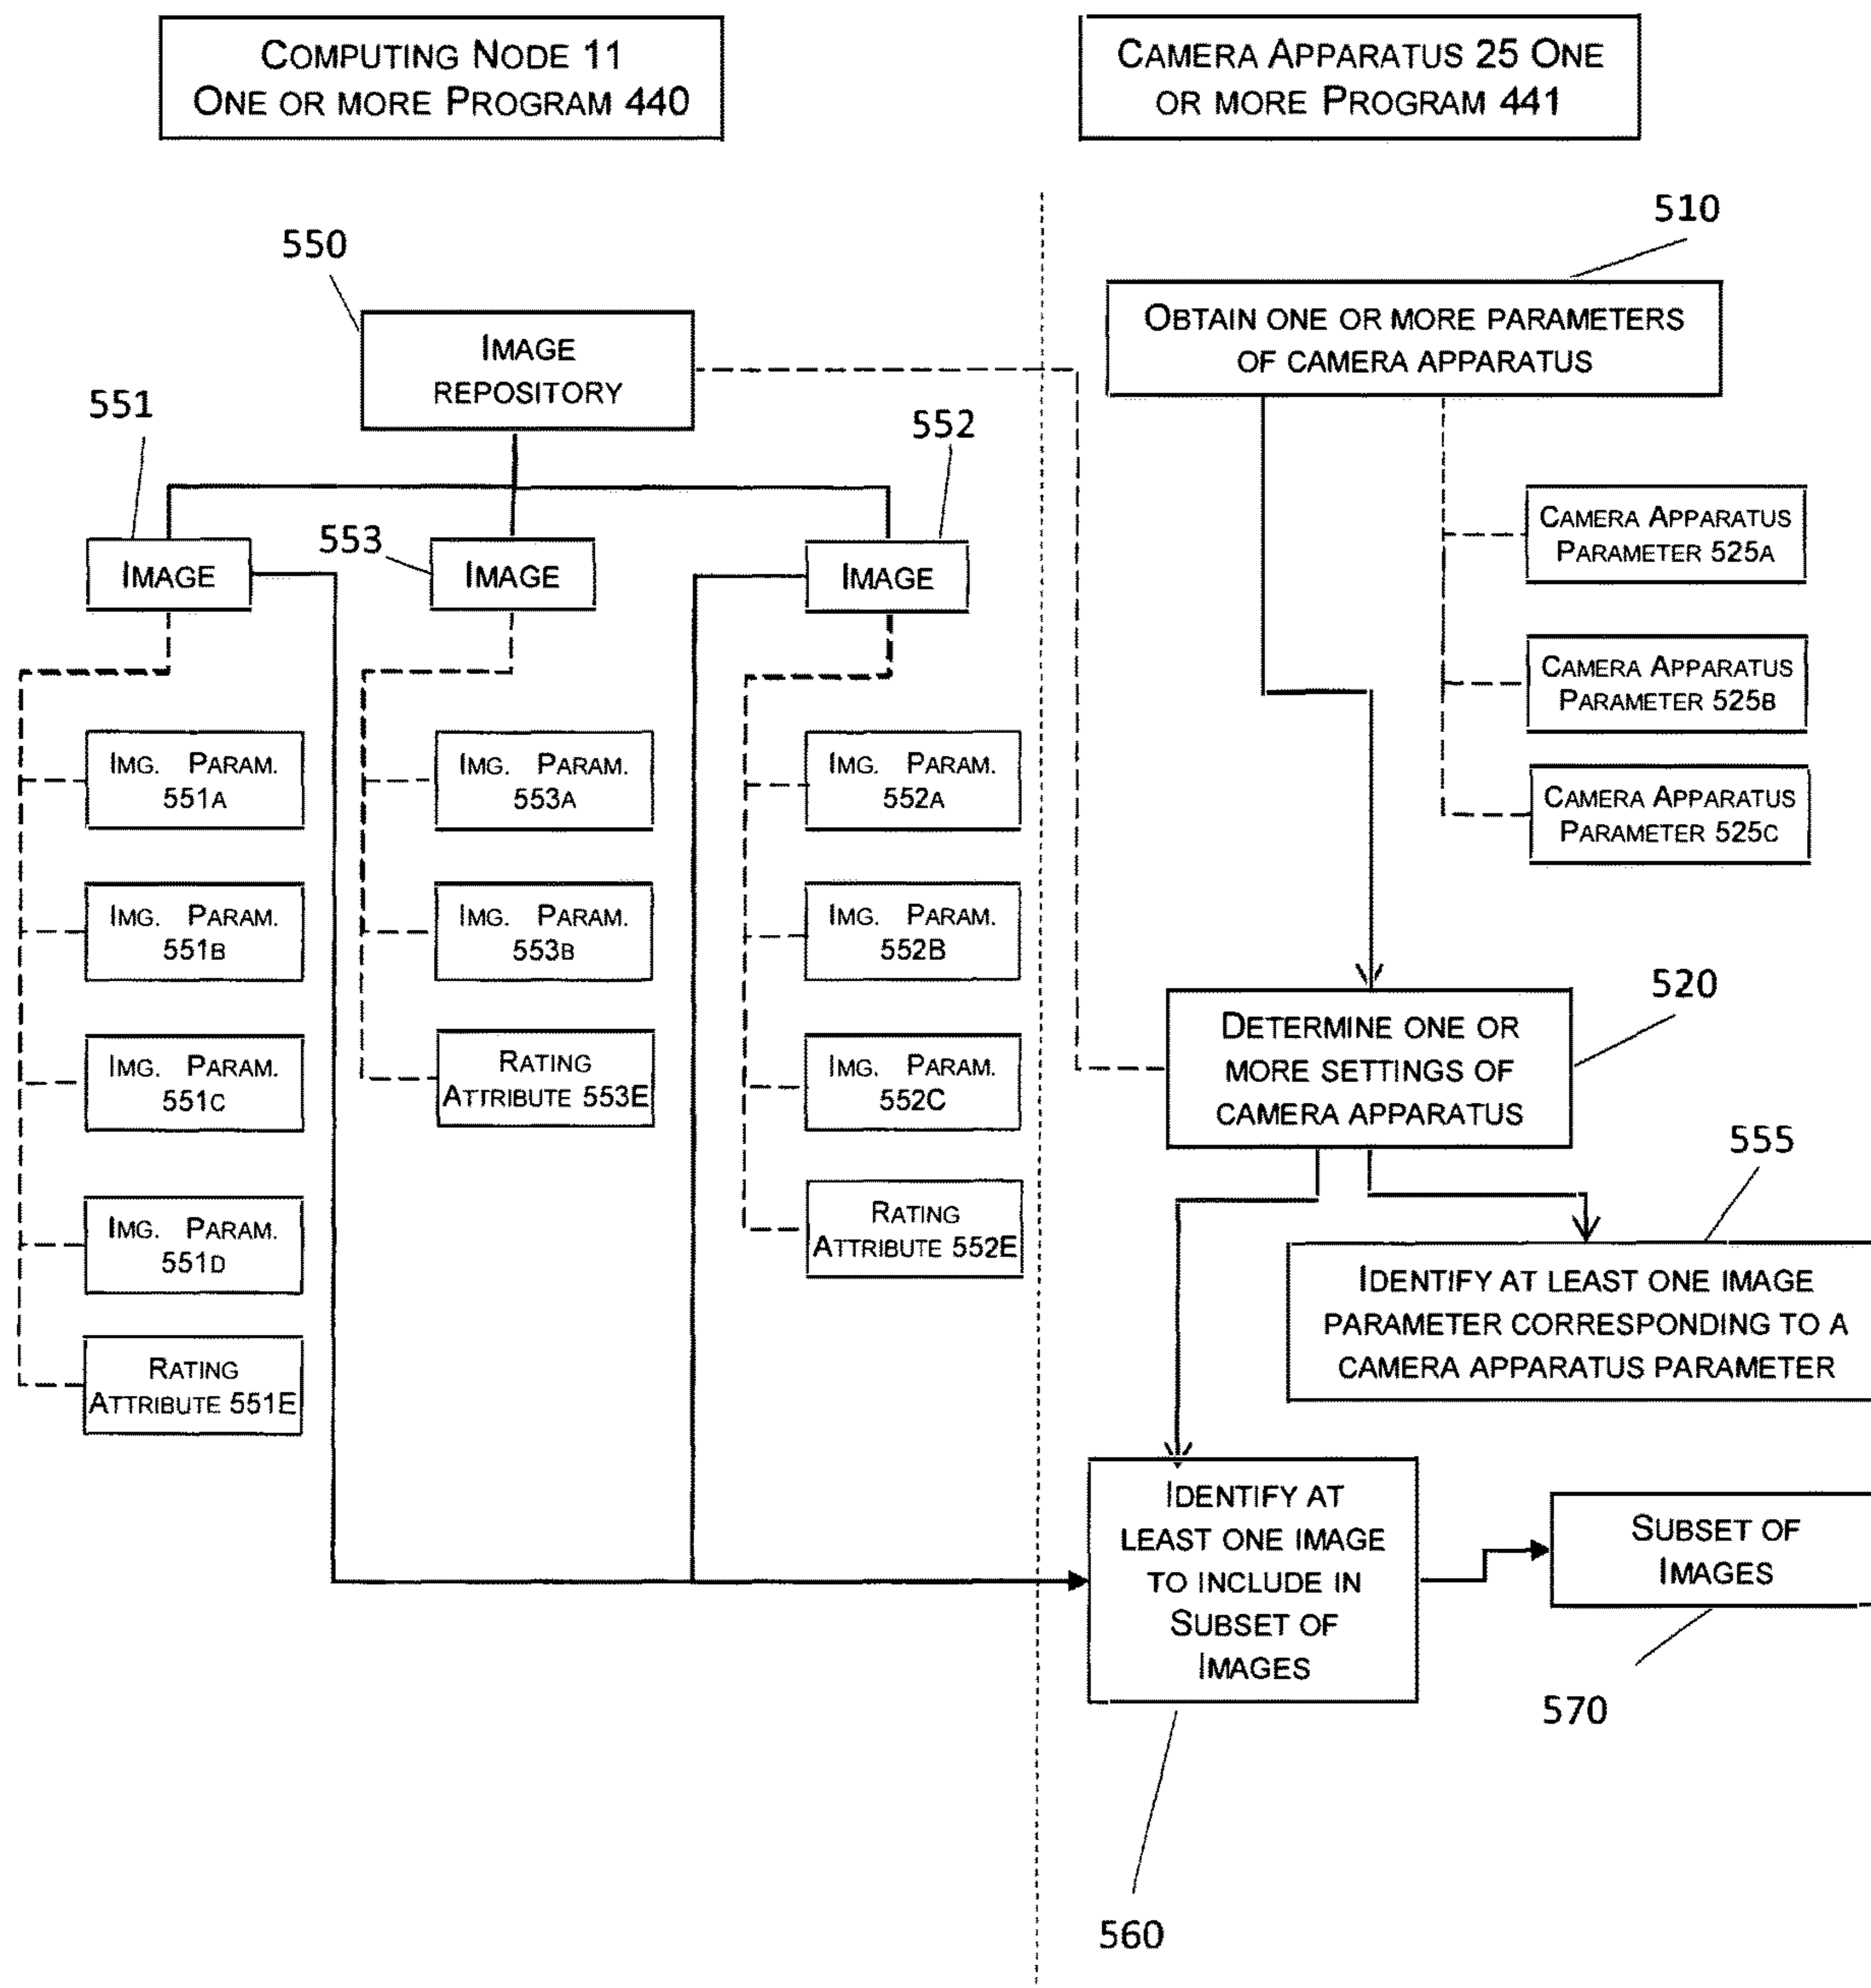 COMPUTING NODE 11
ONE OR MORE PROGRAM 440
CAMERA APPARATUS 25 ONE
OR MORE PROGRAM 441
510
550
OBTAIN ONE OR MORE PARAMETERS
OF CAMERA APPARATUS
IMAGE
REPOSITORY
551
552
553
IMAGE
IMAGE
IMAGE
CAMERA APPARATUS
PARAMETER 525A
CAMERA APPARATUS
PARAMETER 525B
CAMERA APPARATUS
PARAMETER 525C
IMG. PARAM.
551A
IMG. PARAM.
553A
IMG. PARAM.
552A
IMG. PARAM.
551B
IMG. PARAM.
553B
IMG. PARAM.
552B
IMG. PARAM.
551C
RATING
ATTRIBUTE 553E
IMG. PARAM.
552C
IMG. PARAM.
551D
RATING
ATTRIBUTE 552E
RATING
ATTRIBUTE 551E
520
DETERMINE ONE OR
MORE SETTINGS OF
CAMERA APPARATUS
555
IDENTIFY AT LEAST ONE IMAGE
PARAMETER CORRESPONDING TO A
CAMERA APPARATUS PARAMETER
IDENTIFY AT
LEAST ONE IMAGE
TO INCLUDE IN
SUBSET OF
IMAGES
SUBSET OF
IMAGES
570
560